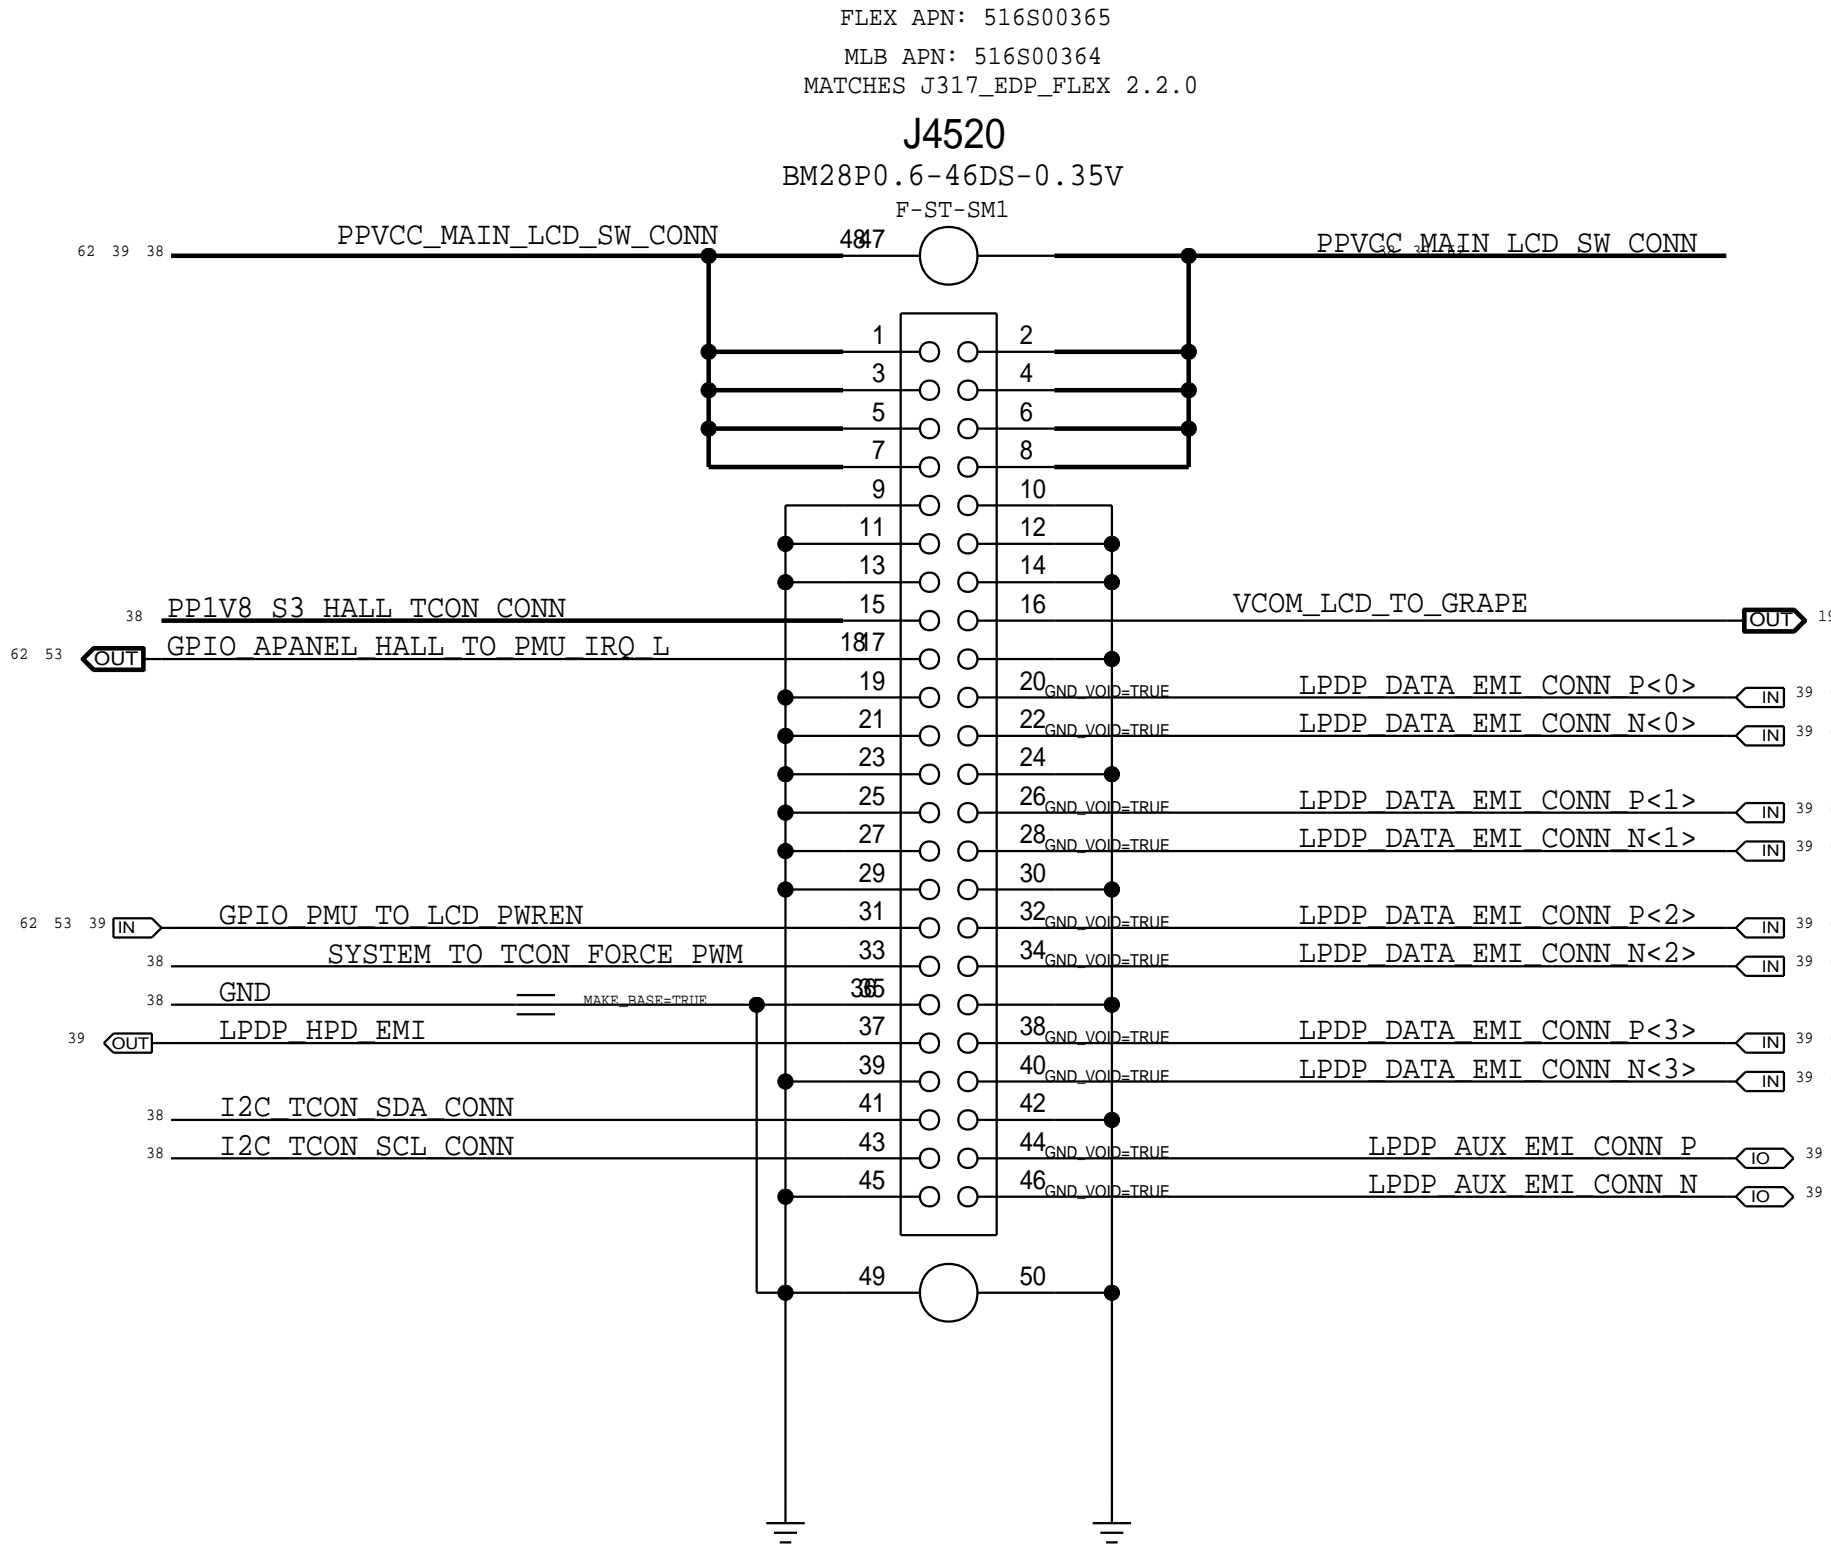 FLEX APN: 516S00365
MLB APN: 516S00364
MATCHES J317_EDP_FLEX 2.2.0
J4520
BM28P0.6-46DS-0.35V
F-ST-SM1
62 39 38 PPVCC_MAIN_LCD_SW_CONN 48 47 PPVCC_MAIN_LCD_SW_CONN 38 39 62
1 2
3 4
5 6
7 8
9 10
11 12
13 14
38 PP1V8_S3_HALL_TCON_CONN 15 16 VCOM_LCD_TO_GRAPE OUT
62 53 OUT GPIO_APANEL_HALL_TO_PMU_IRQ_L 18 17
19 20 GND_VOID=TRUE LPDP_DATA_EMI_CONN_P<0> IN 39
21 22 GND_VOID=TRUE LPDP_DATA_EMI_CONN_N<0> IN 39
23 24
25 26 GND_VOID=TRUE LPDP_DATA_EMI_CONN_P<1> IN 39
27 28 GND_VOID=TRUE LPDP_DATA_EMI_CONN_N<1> IN 39
29 30
62 53 39 IN GPIO_PMU_TO_LCD_PWREN 31 32 GND_VOID=TRUE LPDP_DATA_EMI_CONN_P<2> IN 39
38 SYSTEM_TO_TCON_FORCE_PWM 33 34 GND_VOID=TRUE LPDP_DATA_EMI_CONN_N<2> IN 39
38 GND MAKE_BASE=TRUE 36 35
39 OUT LPDP_HPD_EMI 37 38 GND_VOID=TRUE LPDP_DATA_EMI_CONN_P<3> IN 39
39 40 GND_VOID=TRUE LPDP_DATA_EMI_CONN_N<3> IN 39
38 I2C_TCON_SDA_CONN 41 42
38 I2C_TCON_SCL_CONN 43 44 GND_VOID=TRUE LPDP_AUX_EMI_CONN_P IO 39
45 46 GND_VOID=TRUE LPDP_AUX_EMI_CONN_N IO 39
49 50